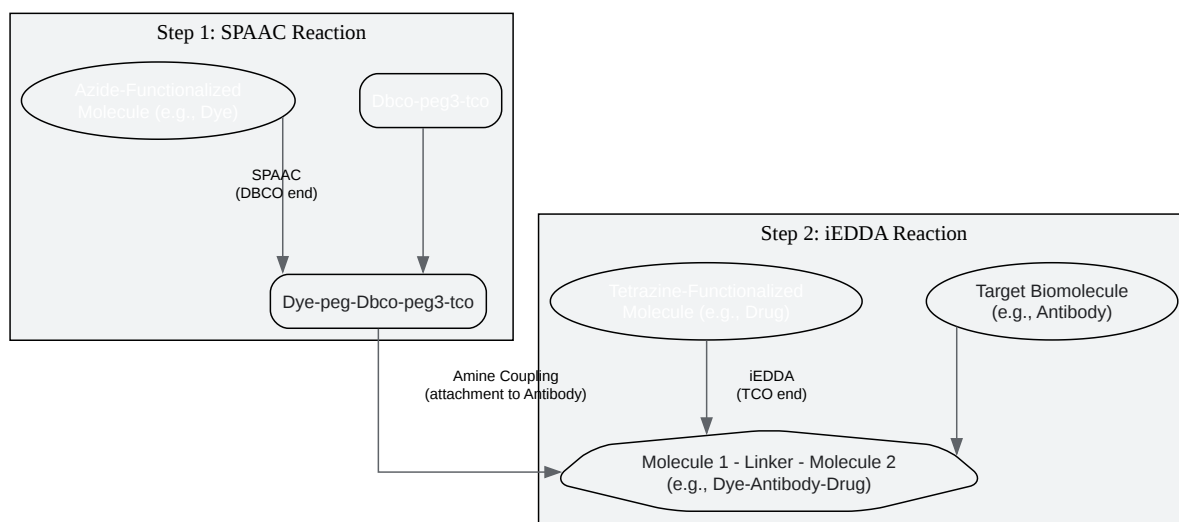 Step 1: SPAAC Reaction
Azide-Functionalized
Molecule (e.g., Dye)
Dbco-peg3-tco
SPAAC
(DBCO end)
Dye-peg-Dbco-peg3-tco
Step 2: iEDDA Reaction
Tetrazine-Functionalized
Molecule (e.g., Drug)
Target Biomolecule
(e.g., Antibody)
Amine Coupling
(attachment to Antibody)
iEDDA
(TCO end)
Molecule 1 - Linker - Molecule 2
(e.g., Dye-Antibody-Drug)